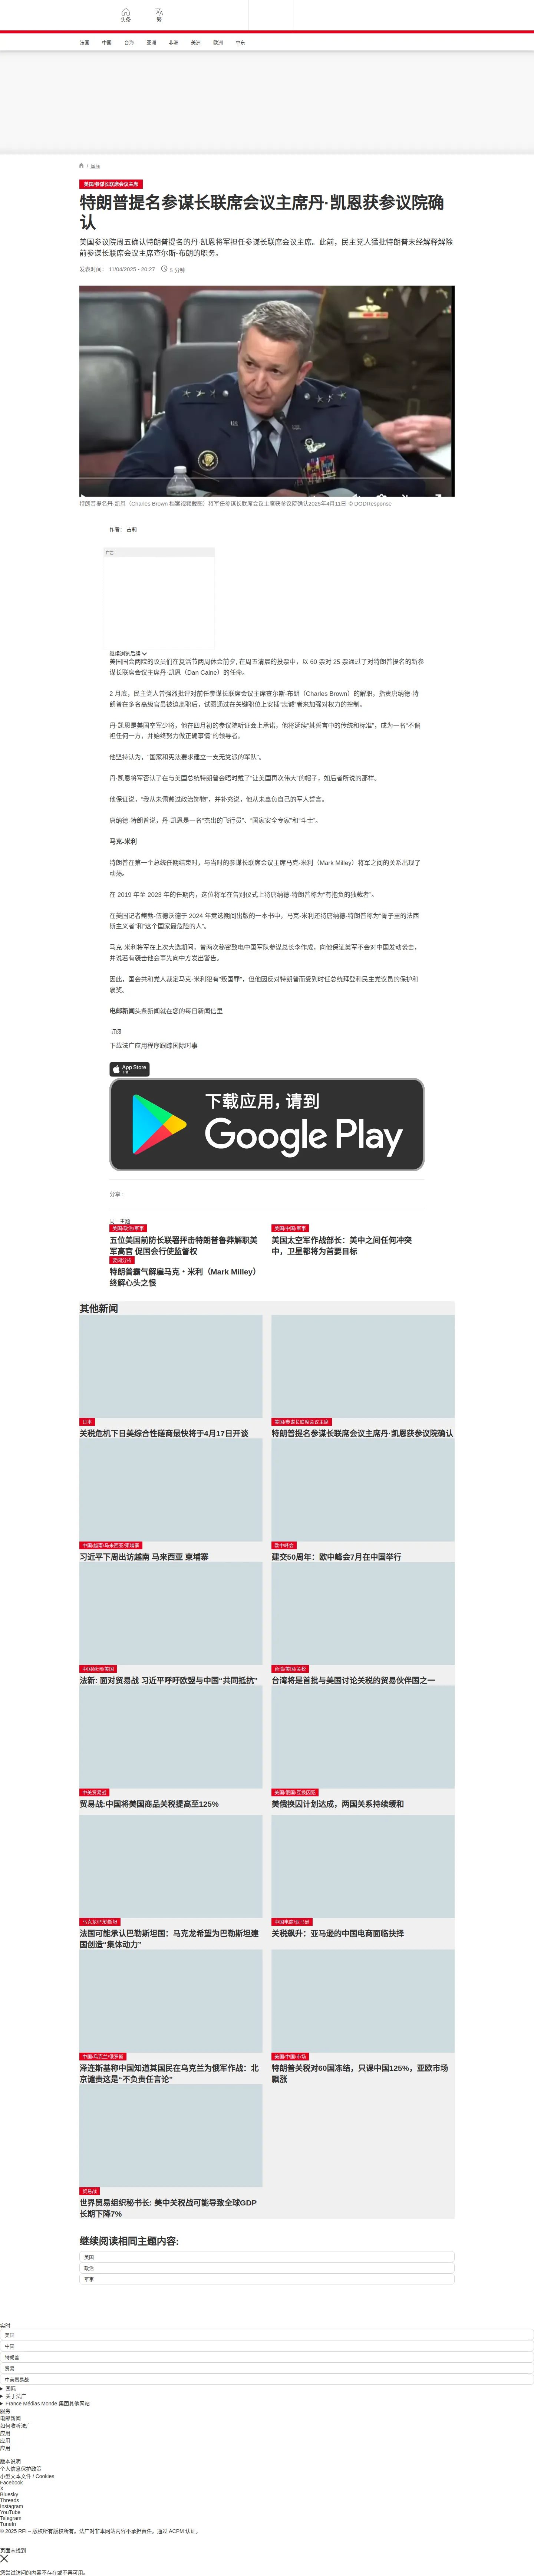 头条
繁
法国 中国 台海 亚洲 非洲 美洲 欧洲 中东
/ 国际
美国/参谋长联席会议主席
特朗普提名参谋长联席会议主席丹·凯恩获参议院确
认
美国参议院周五确认特朗普提名的丹·凯恩将军担任参谋长联席会议主席。此前，民主党人猛批特朗普未经解释解除
前参谋长联席会议主席查尔斯-布朗的职务。
发表时间： 11/04/2025 - 20:27 5 分钟
特朗普提名丹·凯恩（Charles Brown 档案视频截图）将军任参谋长联席会议主席获参议院确认2025年4月11日 © DODResponse
作者： 古莉
广告
继续浏览后续
美国国会两院的议员们在复活节两周休会前夕, 在周五清晨的投票中，以 60 票对 25 票通过了对特朗普提名的新参
谋长联席会议主席丹·凯恩（Dan Caine）的任命。
2 月底，民主党人曾强烈批评对前任参谋长联席会议主席查尔斯-布朗（Charles Brown）的解职，指责唐纳德·特
朗普在多名高级官员被迫离职后，试图通过在关键职位上安插“忠诚”者来加强对权力的控制。
丹·凯恩是美国空军少将，他在四月初的参议院听证会上承诺，他将延续“其誓言中的传统和标准”，成为一名“不偏
袒任何一方，并始终努力做正确事情”的领导者。
他坚持认为，“国家和宪法要求建立一支无党派的军队”。
丹·凯恩将军否认了在与美国总统特朗普会晤时戴了“让美国再次伟大”的帽子，如后者所说的那样。
他保证说，“我从未佩戴过政治饰物”，并补充说，他从未辜负自己的军人誓言。
唐纳德·特朗普说，丹-凯恩是一名“杰出的飞行员”、“国家安全专家”和“斗士”。
马克-米利
特朗普在第一个总统任期结束时，与当时的参谋长联席会议主席马克-米利（Mark Milley）将军之间的关系出现了
动荡。
在 2019 年至 2023 年的任期内，这位将军在告别仪式上将唐纳德-特朗普称为“有抱负的独裁者”。
在美国记者鲍勃-伍德沃德于 2024 年竞选期间出版的一本书中，马克-米利还将唐纳德-特朗普称为“骨子里的法西
斯主义者”和“这个国家最危险的人”。
马克-米利将军在上次大选期间，曾两次秘密致电中国军队参谋总长李作成，向他保证美军不会对中国发动袭击，
并说若有袭击他会事先向中方发出警告。
因此，国会共和党人裁定马克-米利犯有“叛国罪”，但他因反对特朗普而受到时任总统拜登和民主党议员的保护和
褒奖。
电邮新闻头条新闻就在您的每日新闻信里
订阅
下载法广应用程序跟踪国际时事
App Store
下载
下载应用，请到
Google Play
分享 :
同一主题
美国/政治/军事
五位美国前防长联署抨击特朗普鲁莽解职美
军高官 促国会行使监督权
美国/中国/军事
美国太空军作战部长：美中之间任何冲突
中，卫星都将为首要目标
要闻分析
特朗普霸气解雇马克・米利（Mark Milley）
终解心头之恨
其他新闻
日本
关税危机下日美综合性磋商最快将于4月17日开谈
美国/参谋长联席会议主席
特朗普提名参谋长联席会议主席丹·凯恩获参议院确认
中国/越南/马来西亚/柬埔寨
习近平下周出访越南 马来西亚 柬埔寨
欧中峰会
建交50周年：欧中峰会7月在中国举行
中国/欧洲/美国
法新: 面对贸易战 习近平呼吁欧盟与中国“共同抵抗”
台湾/美国/关税
台湾将是首批与美国讨论关税的贸易伙伴国之一
中美贸易战
贸易战:中国将美国商品关税提高至125%
美国/俄国/互换囚犯
美俄换囚计划达成，两国关系持续缓和
马克龙/巴勒斯坦
法国可能承认巴勒斯坦国：马克龙希望为巴勒斯坦建
国创造“集体动力”
中国电商/亚马逊
关税飙升：亚马逊的中国电商面临抉择
中国/乌克兰/俄罗斯
泽连斯基称中国知道其国民在乌克兰为俄军作战：北
京谴责这是“不负责任言论”
美国/中国/市场
特朗普关税对60国冻结，只课中国125%，亚欧市场
飘涨
贸易战
世界贸易组织秘书长: 美中关税战可能导致全球GDP
长期下降7%
继续阅读相同主题内容:
美国
政治
军事
实时
美国
中国
特朗普
贸易
中美贸易战
国际
关于法广
France Médias Monde 集团其他网站
服务
电邮新闻
如何收听法广
应用
应用
应用
版本说明
个人信息保护政策
小型文本文件 / Cookies
Facebook
X
Bluesky
Threads
Instagram
YouTube
Telegram
TuneIn
© 2025 RFI – 版权所有版权所有。法广对非本网站内容不承担责任。通过 ACPM 认证。
页面未找到
您尝试访问的内容不存在或不再可用。